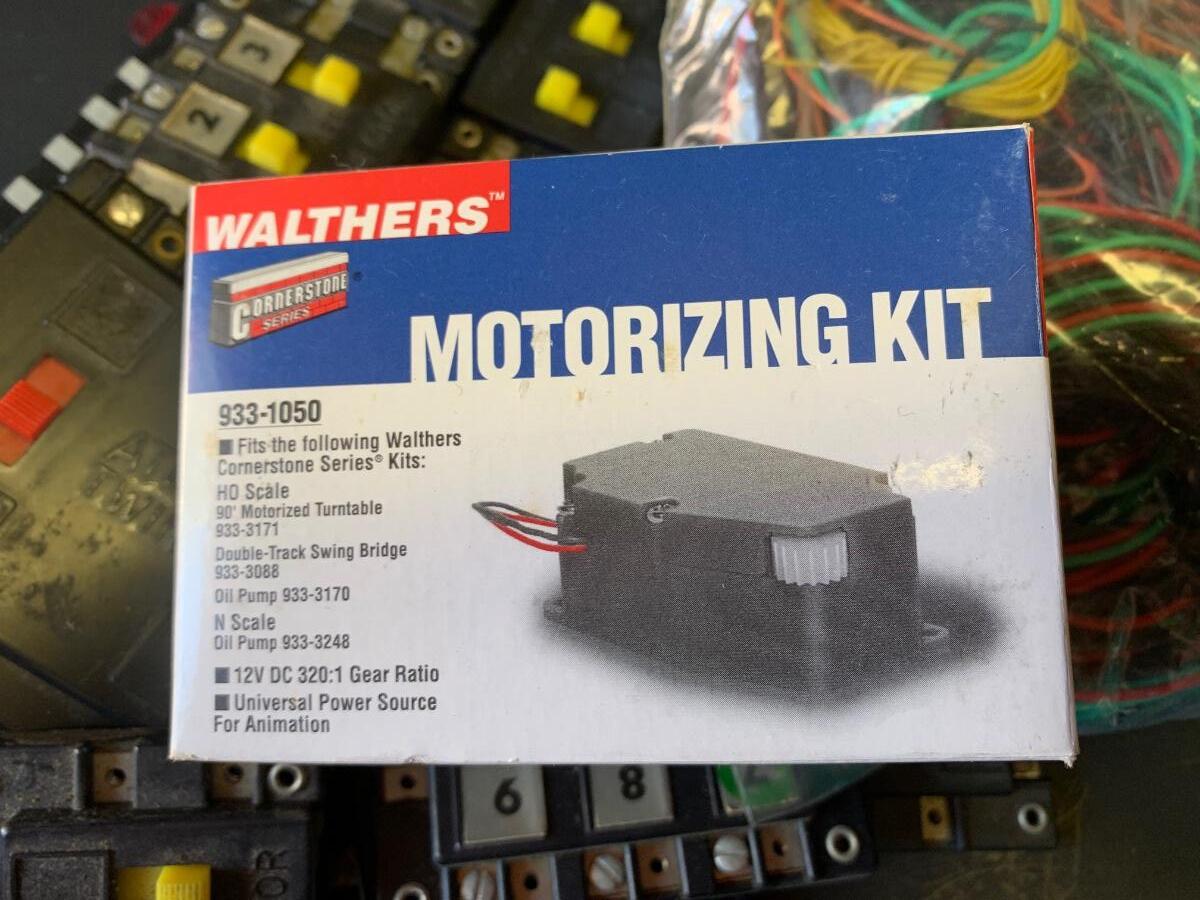 3
2
WALTHERS™
CORNERSTONE®
SERIES
MOTORIZING KIT
933-1050
■ Fits the following Walthers
Cornerstone Series® Kits:
HO Scale
90' Motorized Turntable
933-3171
Double-Track Swing Bridge
933-3088
Oil Pump 933-3170
N Scale
Oil Pump 933-3248
■ 12V DC 320:1 Gear Ratio
■ Universal Power Source
For Animation
6
8
OR